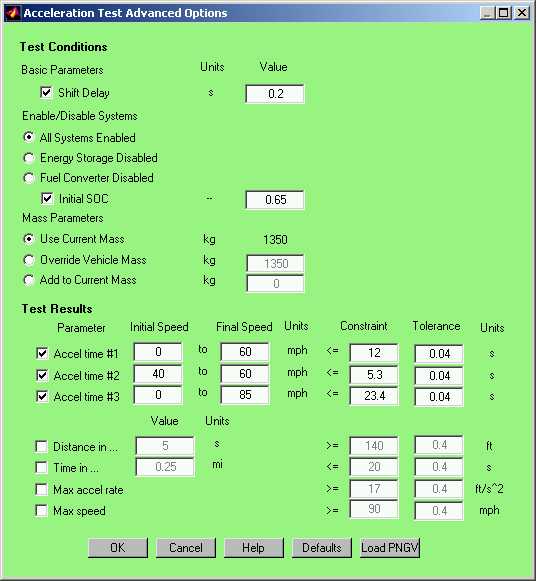 Acceleration Test Advanced Options
Test Conditions
Basic Parameters Units Value
Shift Delay s 0.2
Enable/Disable Systems
All Systems Enabled
Energy Storage Disabled
Fuel Converter Disabled
Initial SOC -- 0.65
Mass Parameters
Use Current Mass kg 1350
Override Vehicle Mass kg 1350
Add to Current Mass kg 0
Test Results
Parameter Initial Speed Final Speed Units Constraint Tolerance Units
Accel time #1 0 to 60 mph <= 12 0.04 s
Accel time #2 40 to 60 mph <= 5.3 0.04 s
Accel time #3 0 to 85 mph <= 23.4 0.04 s
Value Units
Distance in ... 5 s >= 140 0.4 ft
Time in ... 0.25 mi <= 20 0.4 s
Max accel rate >= 17 0.4 ft/s^2
Max speed >= 90 0.4 mph
OK Cancel Help Defaults Load PNGV